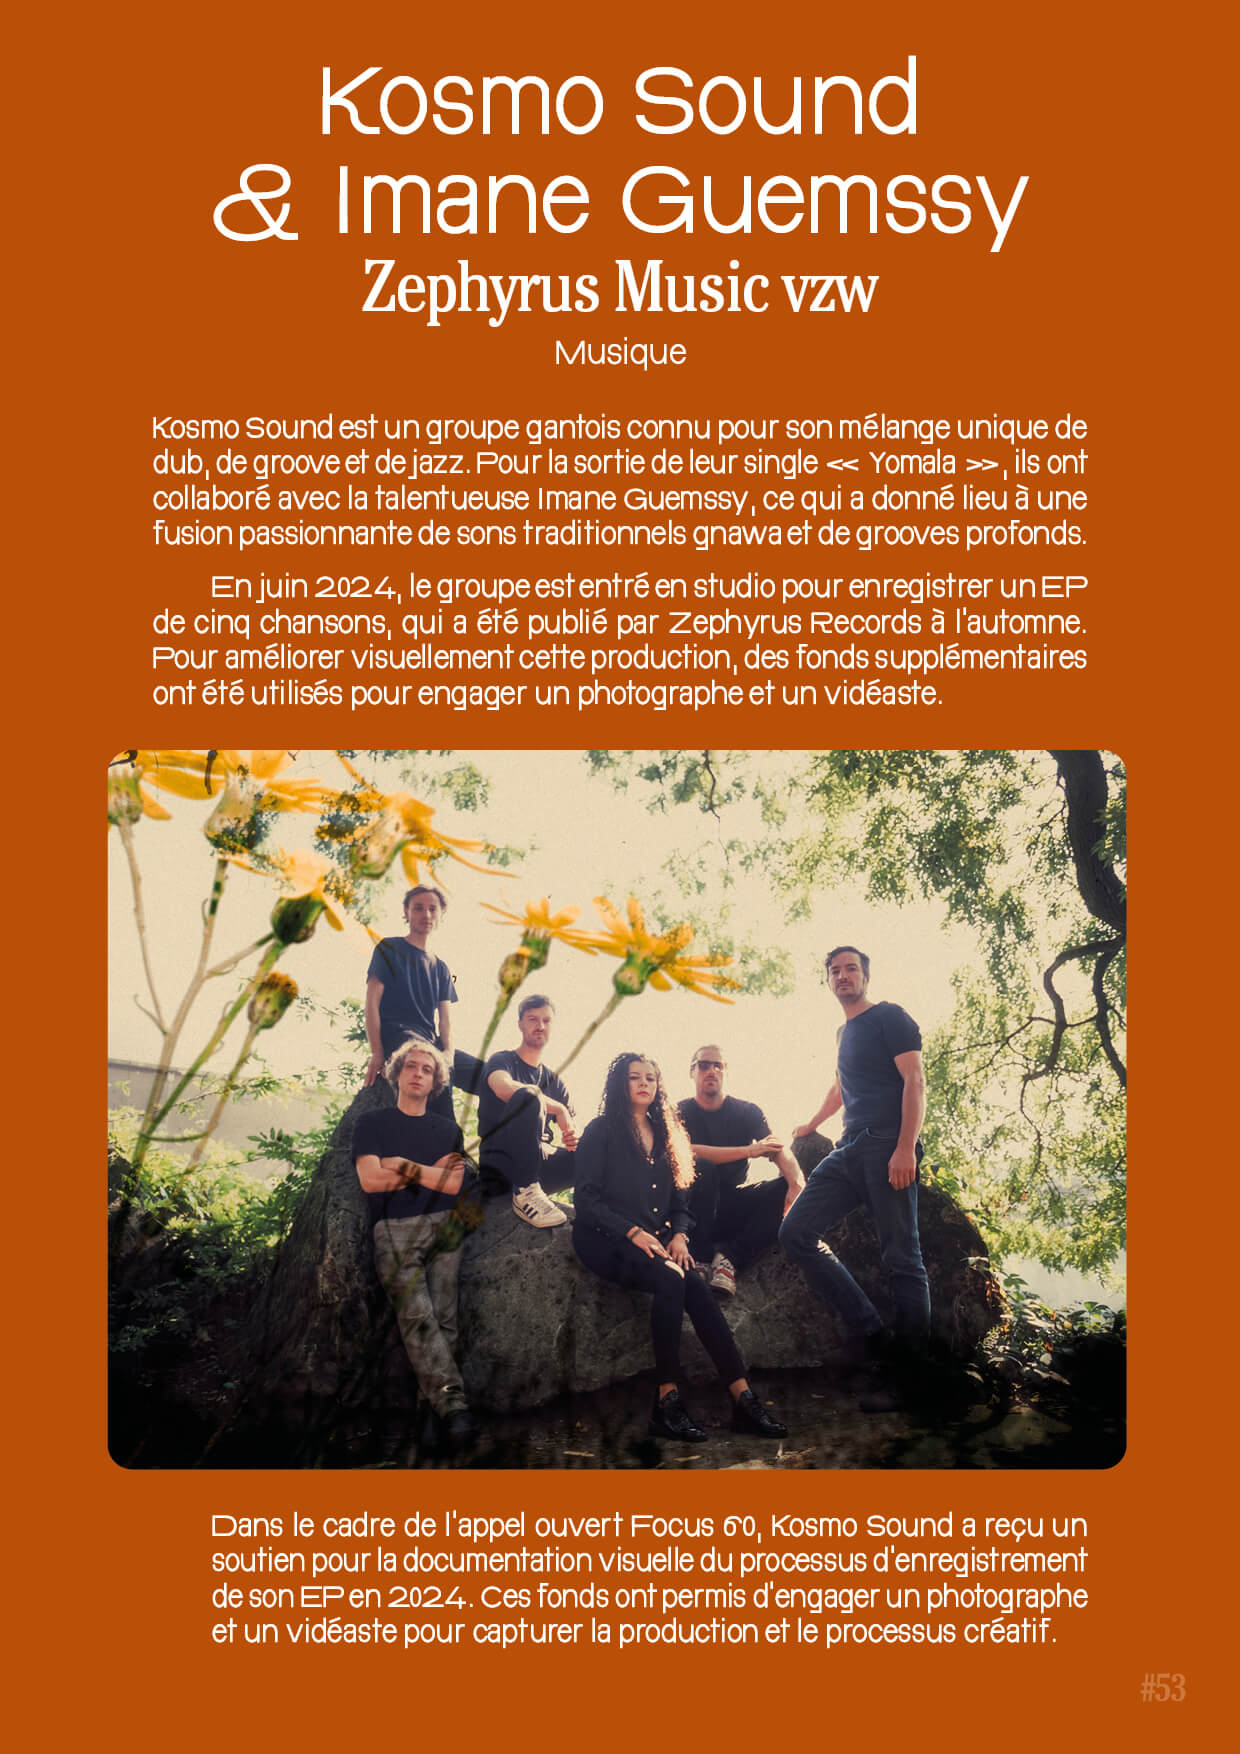 Kosmo Sound
& Imane Guemssy
Zephyrus Music vzw
Musique
Kosmo Sound est un groupe gantois connu pour son mélange unique de
dub, de groove et de jazz. Pour la sortie de leur single << Yomala >>, ils ont
collaboré avec la talentueuse Imane Guemssy, ce qui a donné lieu à une
fusion passionnante de sons traditionnels gnawa et de grooves profonds.
En juin 2024, le groupe est entré en studio pour enregistrer un EP
de cinq chansons, qui a été publié par Zephyrus Records à l'automne.
Pour améliorer visuellement cette production, des fonds supplémentaires
ont été utilisés pour engager un photographe et un vidéaste.
Dans le cadre de l'appel ouvert Focus 60, Kosmo Sound a reçu un
soutien pour la documentation visuelle du processus d'enregistrement
de son EP en 2024. Ces fonds ont permis d'engager un photographe
et un vidéaste pour capturer la production et le processus créatif.
#53